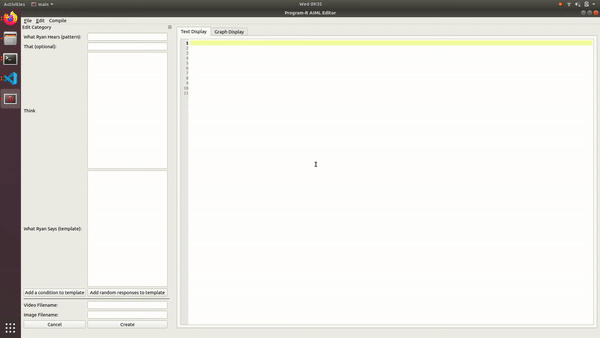 Activities
main
Wed 09:31
Program-R AIML Editor
File Edit Compile
Edit Category
What Ryan Hears (pattern):
That (optional):
Think
What Ryan Says (template):
Add a condition to template
Add random responses to template
Video Filename:
Image Filename:
Cancel
Create
Text Display
Graph Display
1
2
3
4
5
6
7
8
9
10
11